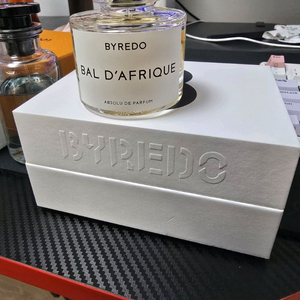 BYREDO
BAL D'AFRIQUE
ABSOLU DE PARFUM
BYREDO